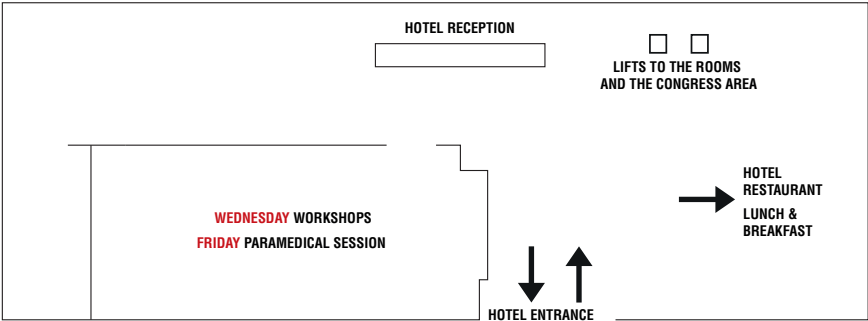 HOTEL RECEPTION
LIFTS TO THE ROOMS
AND THE CONGRESS AREA
HOTEL
RESTAURANT
LUNCH &
BREAKFAST
WEDNESDAY WORKSHOPS
FRIDAY PARAMEDICAL SESSION
HOTEL ENTRANCE